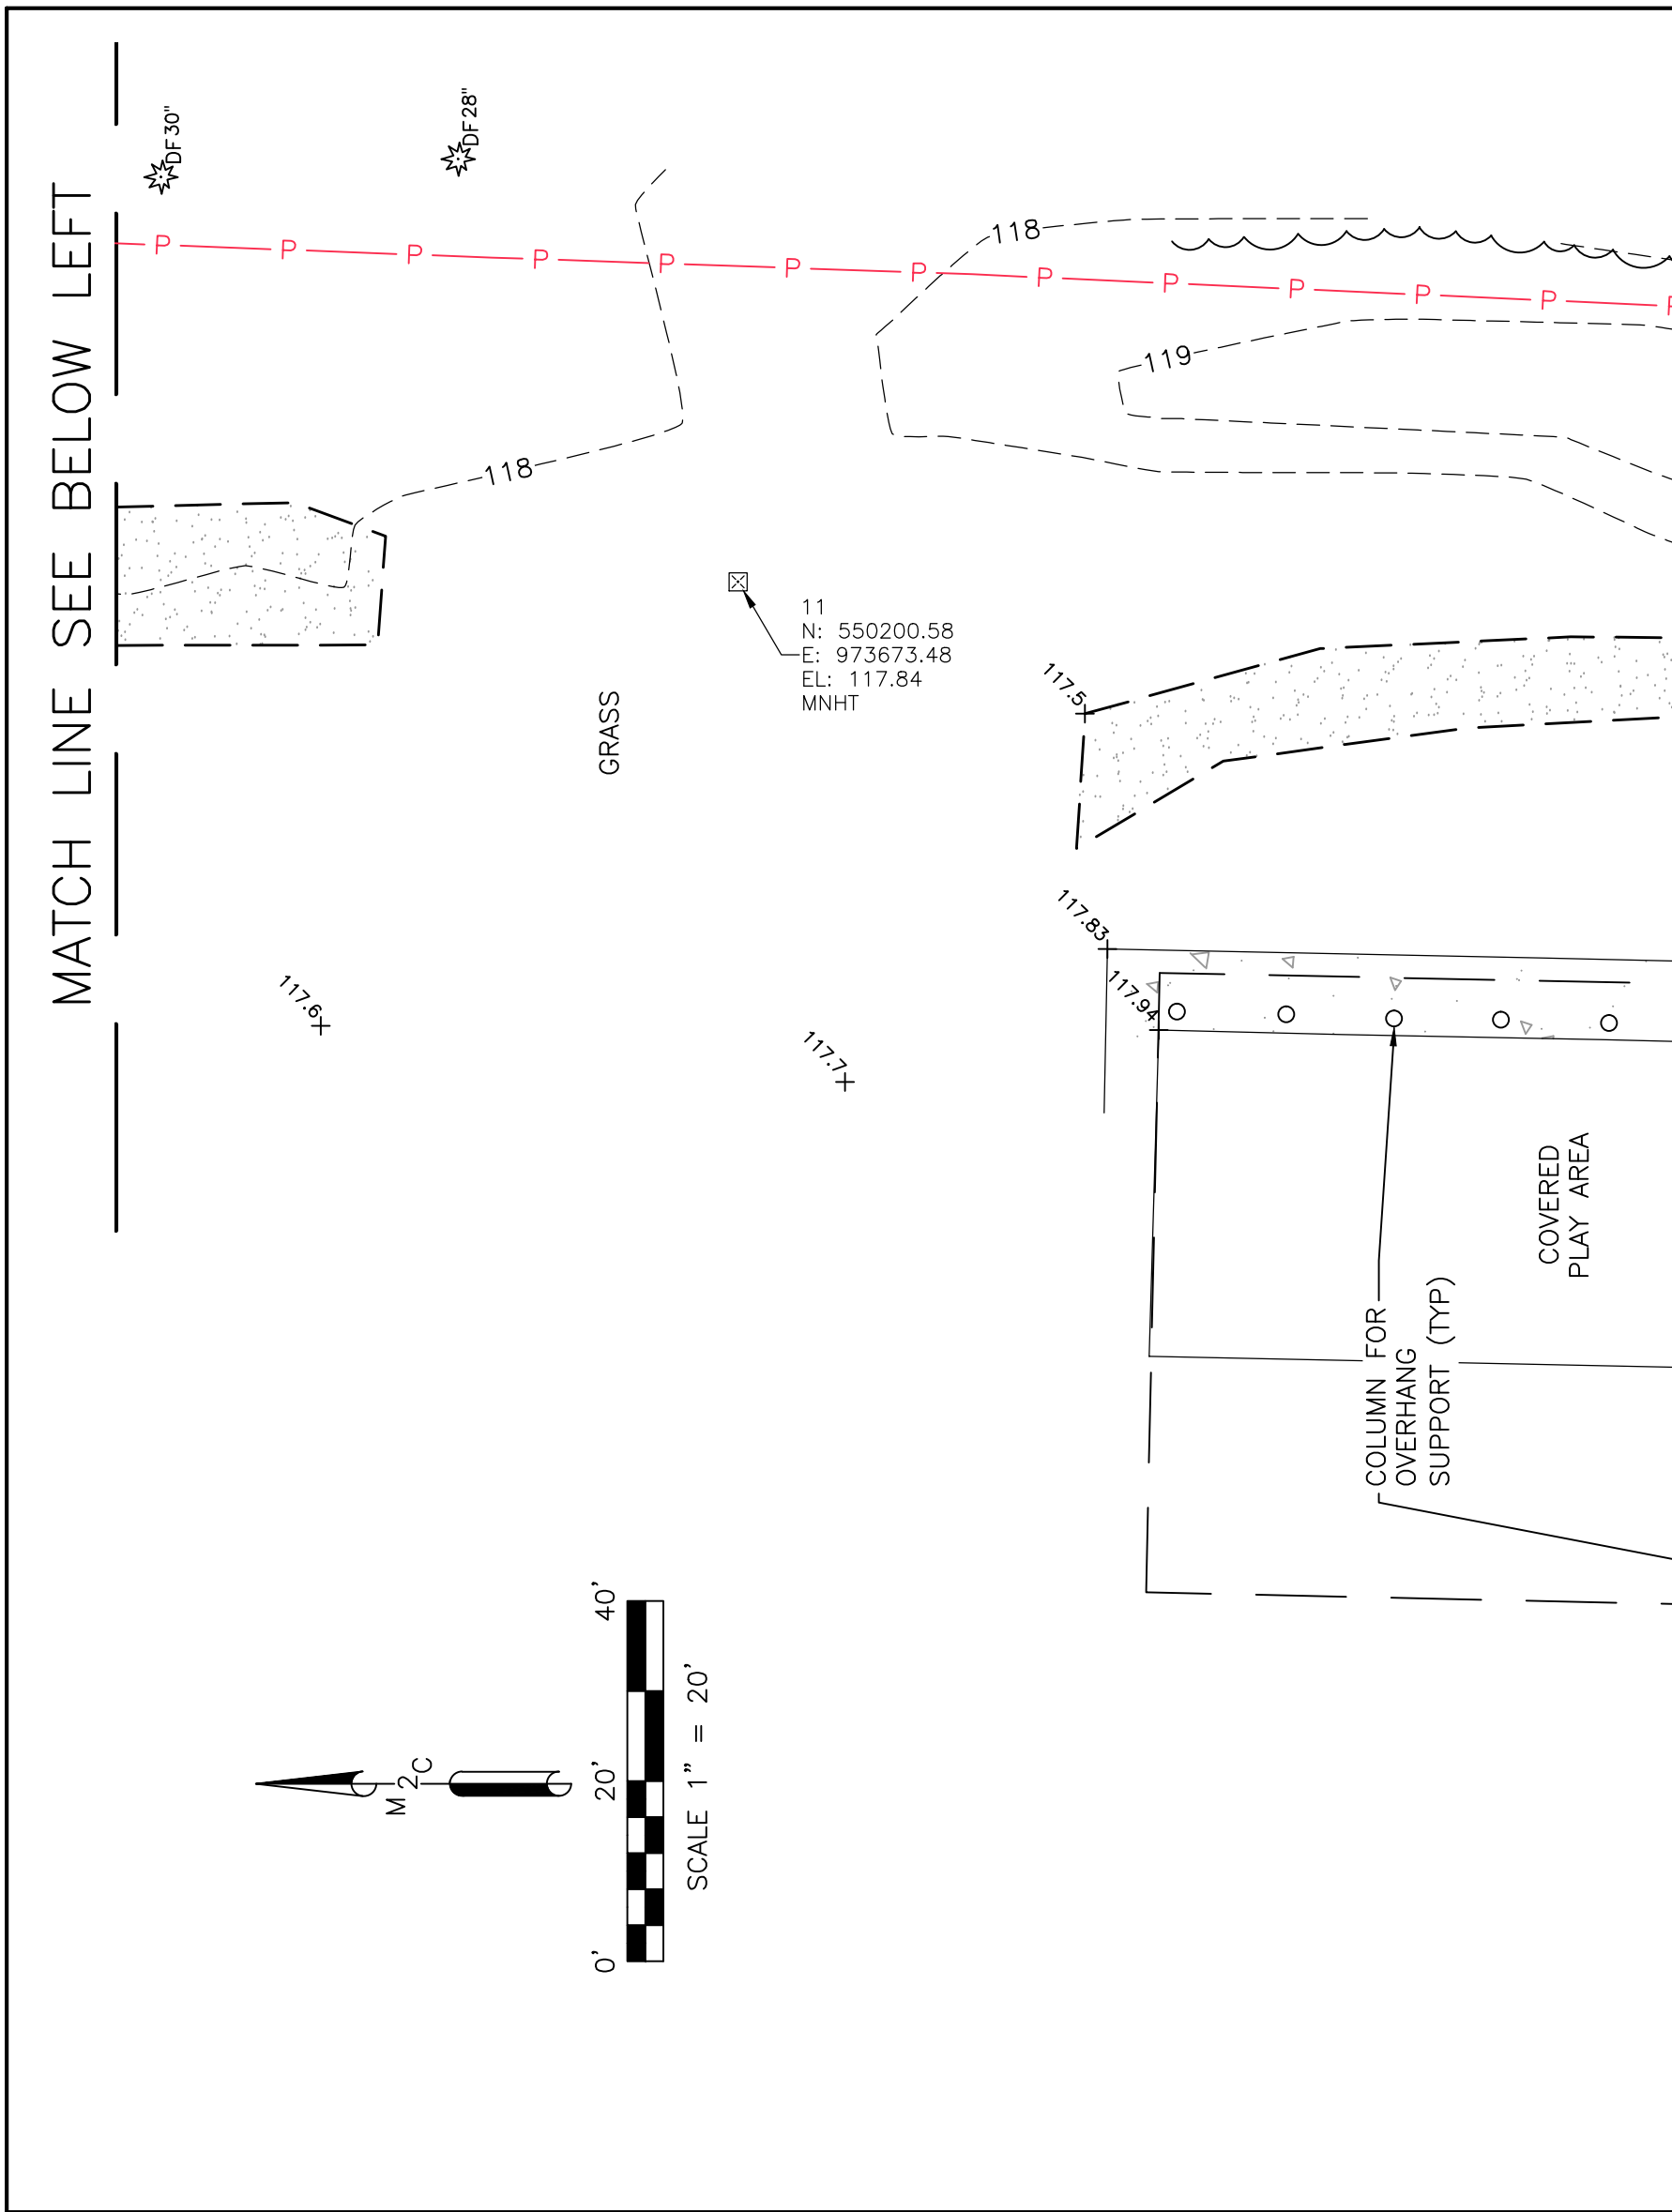 MATCH LINE SEE BELOW LEFT
DF 30"
DF 28"
P
P
P
P
P
P
P
P
P
P
P
P
118
119
118
11
N: 550200.58
E: 973673.48
EL: 117.84
MNHT
GRASS
117.5
117.83
117.94
117.6
117.7
COVERED
PLAY AREA
COLUMN FOR
OVERHANG
SUPPORT (TYP)
M 2 C
0' 20' 40'
SCALE 1" = 20'